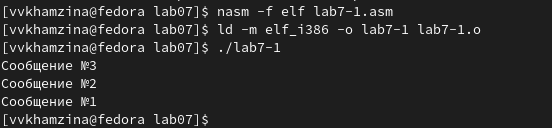 [vvkhamzina@fedora lab07]$ nasm -f elf lab7-1.asm
[vvkhamzina@fedora lab07]$ ld -m elf_i386 -o lab7-1 lab7-1.o
[vvkhamzina@fedora lab07]$ ./lab7-1
Сообщение №3
Сообщение №2
Сообщение №1
[vvkhamzina@fedora lab07]$